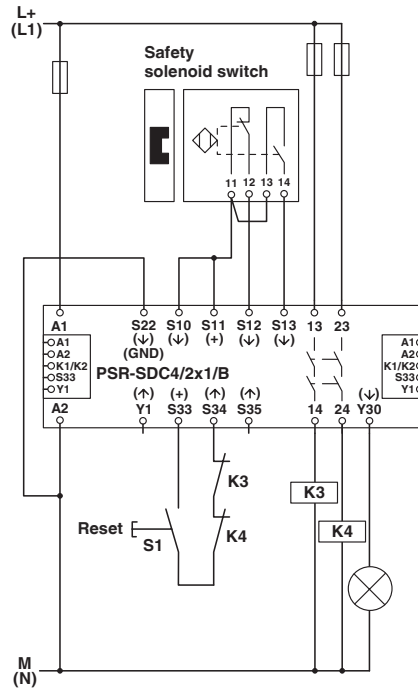 L+
(L1)
Safety
solenoid switch
11 12 13 14
A1 S22 S10 S11 S12 S13 13 23
(↓) (↓) (+) (↓) (↓)
(GND)
A1
A2
K1/K2
S33
Y1
PSR-SDC4/2x1/B
A1
A2
K1/K2
S33
Y1
(↑) (+) (↑) (↑) (↓)
A2 Y1 S33 S34 S35 14 24 Y30
K3
K3
K4
Reset
S1
K4
M
(N)